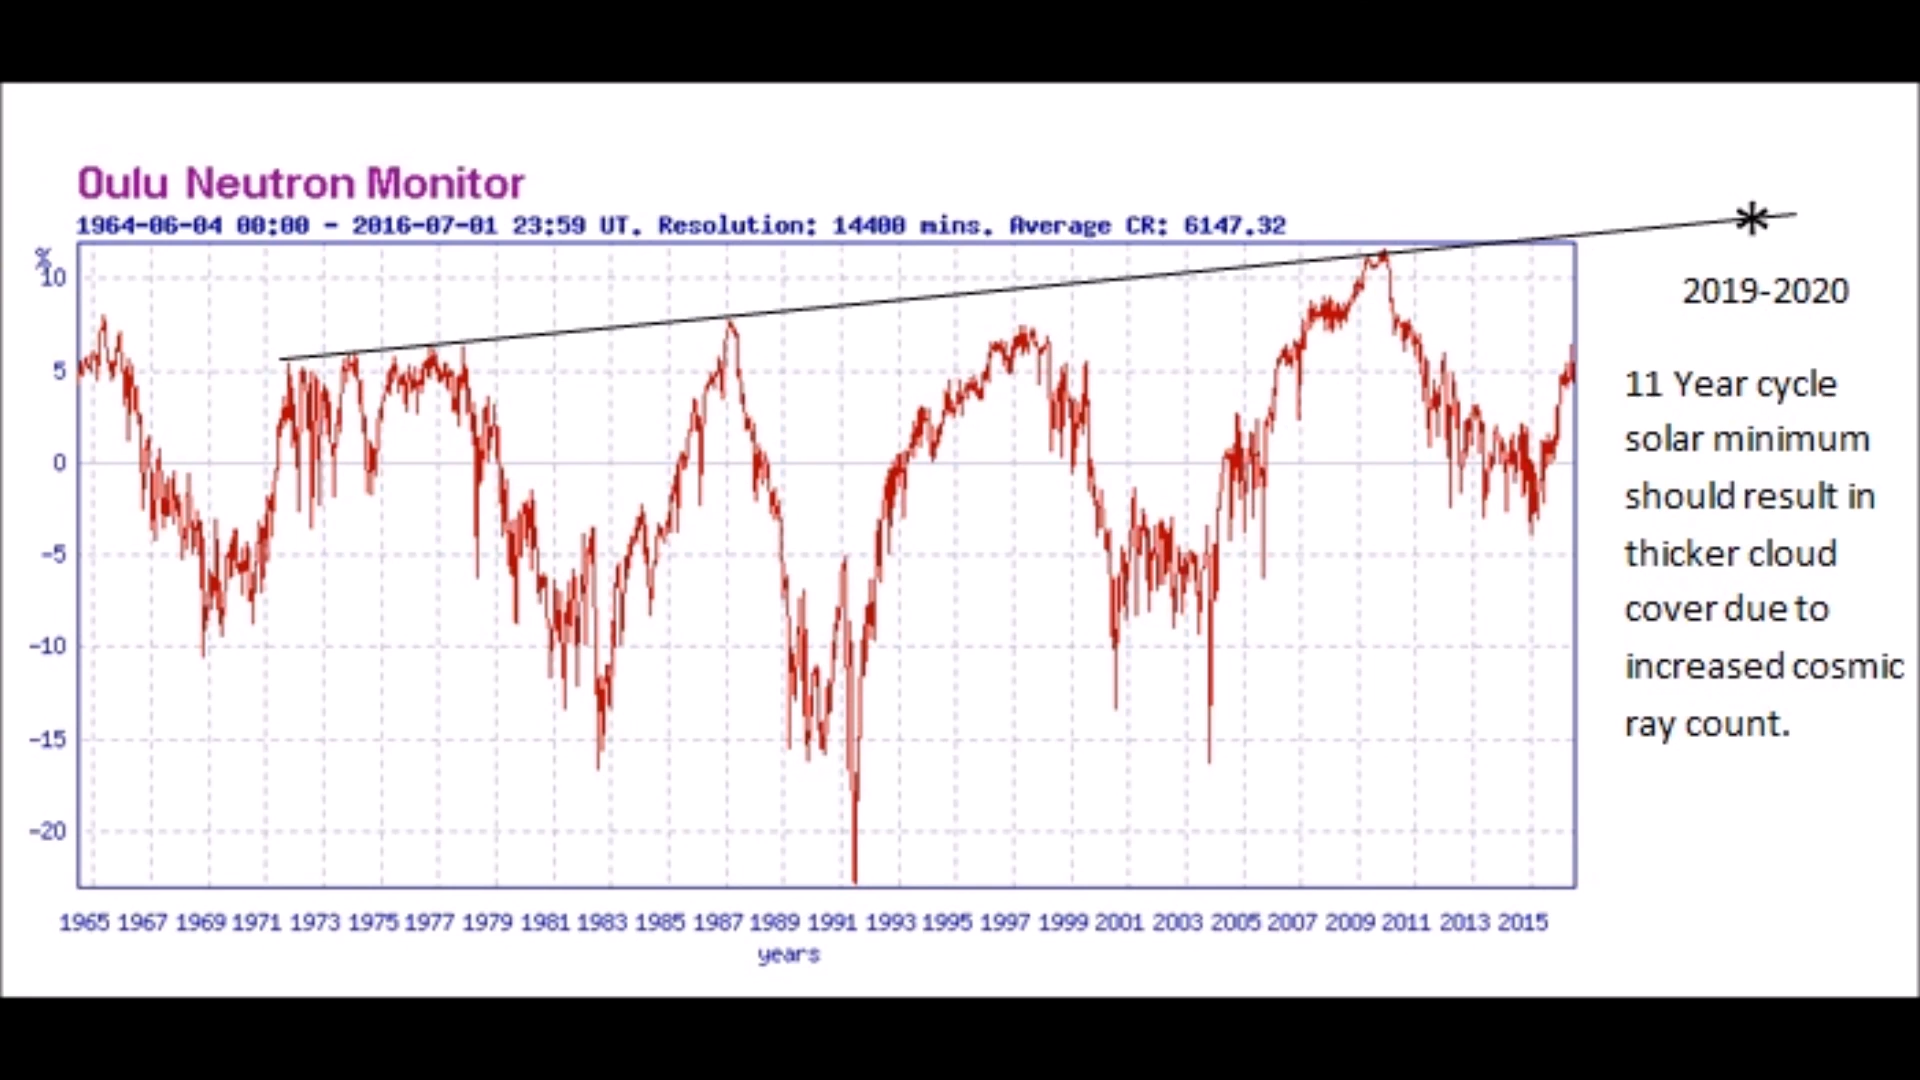 Oulu Neutron Monitor
1964-06-04 00:00 - 2016-07-01 23:59 UT. Resolution: 14400 mins. Average CR: 6147.32
%
10
5
0
-5
-10
-15
-20
1965 1967 1969 1971 1973 1975 1977 1979 1981 1983 1985 1987 1989 1991 1993 1995 1997 1999 2001 2003 2005 2007 2009 2011 2013 2015
years
*
2019-2020
11 Year cycle
solar minimum
should result in
thicker cloud
cover due to
increased cosmic
ray count.